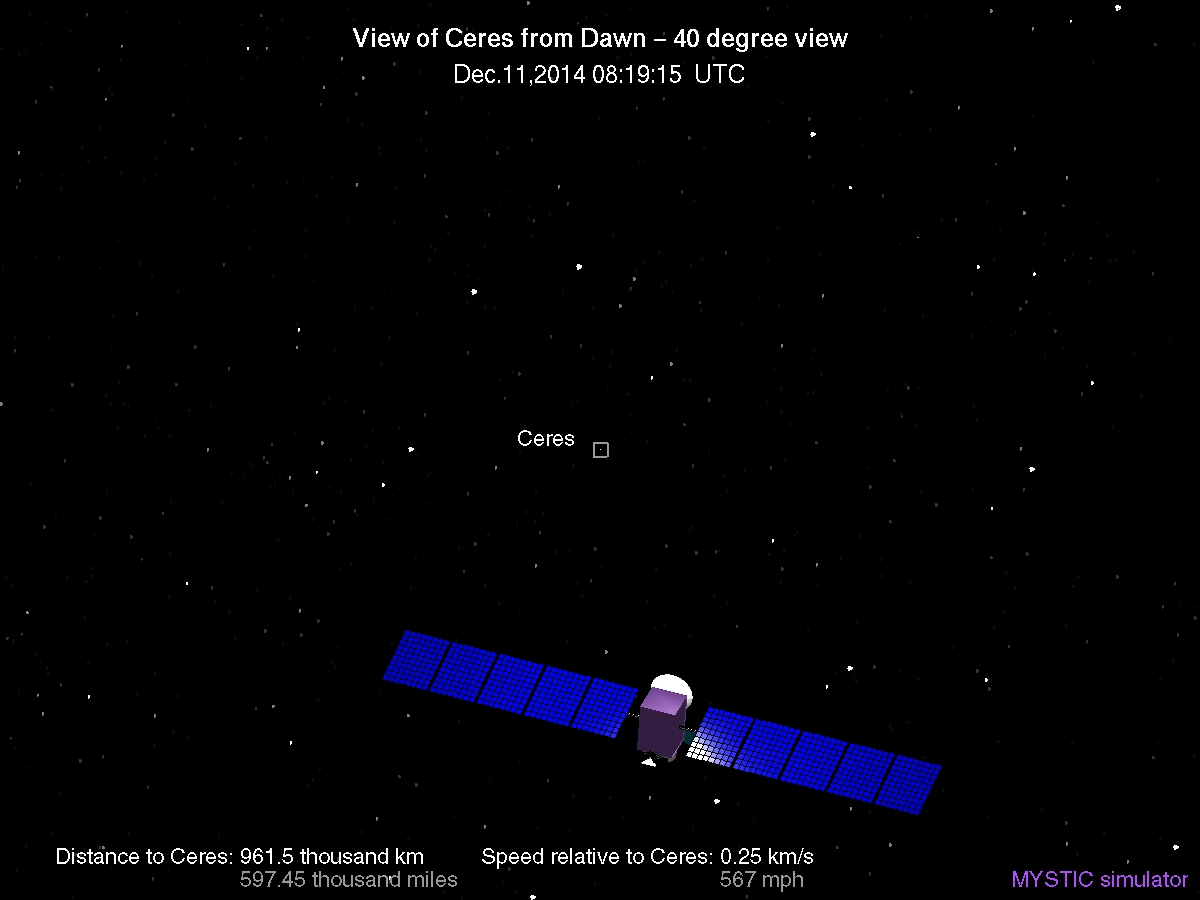 View of Ceres from Dawn – 40 degree view
Dec.11,2014 08:19:15 UTC
Ceres
Distance to Ceres: 961.5 thousand km
597.45 thousand miles
Speed relative to Ceres: 0.25 km/s
567 mph
MYSTIC simulator